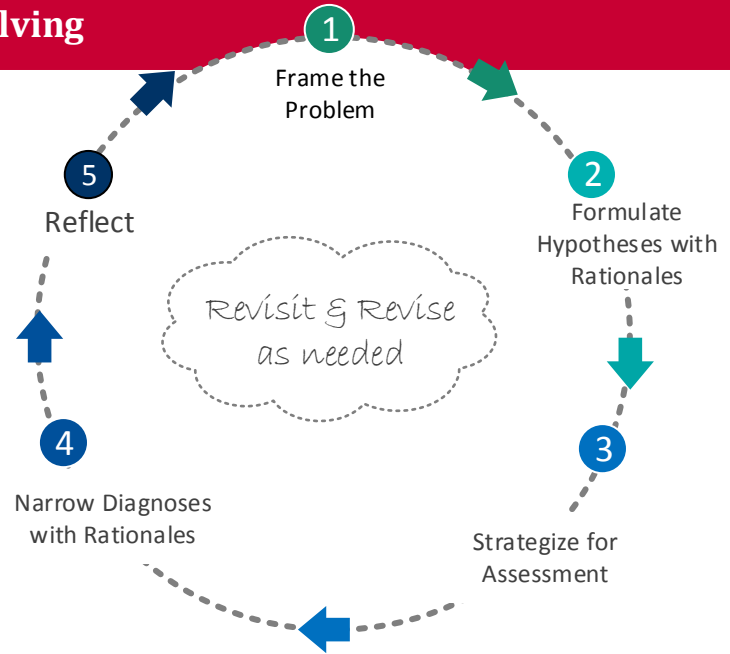 lving
1
Frame the
Problem
2
Formulate
Hypotheses with
Rationales
3
Strategize for
Assessment
4
Narrow Diagnoses
with Rationales
5
Reflect
Revisit & Revise
as needed